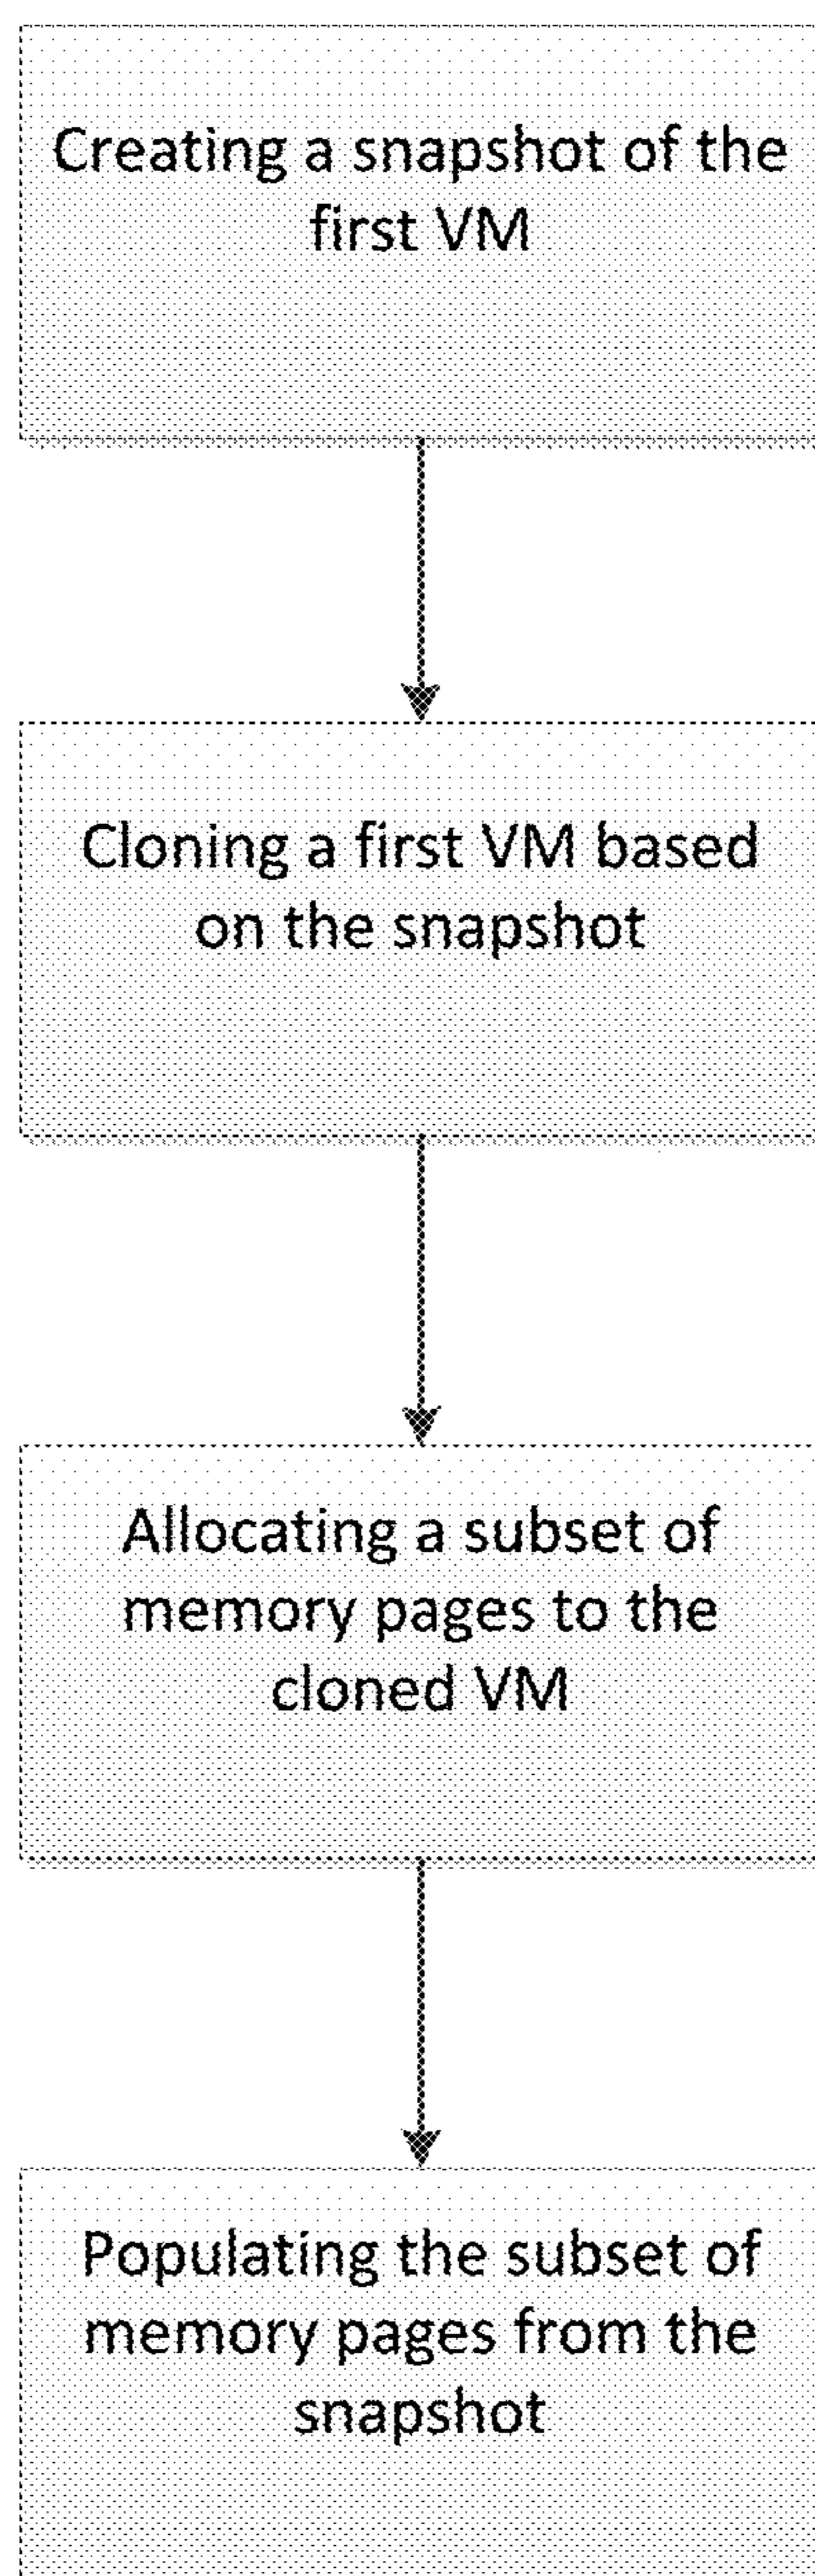 Creating a snapshot of the
first VM
Cloning a first VM based
on the snapshot
Allocating a subset of
memory pages to the
cloned VM
Populating the subset of
memory pages from the
snapshot